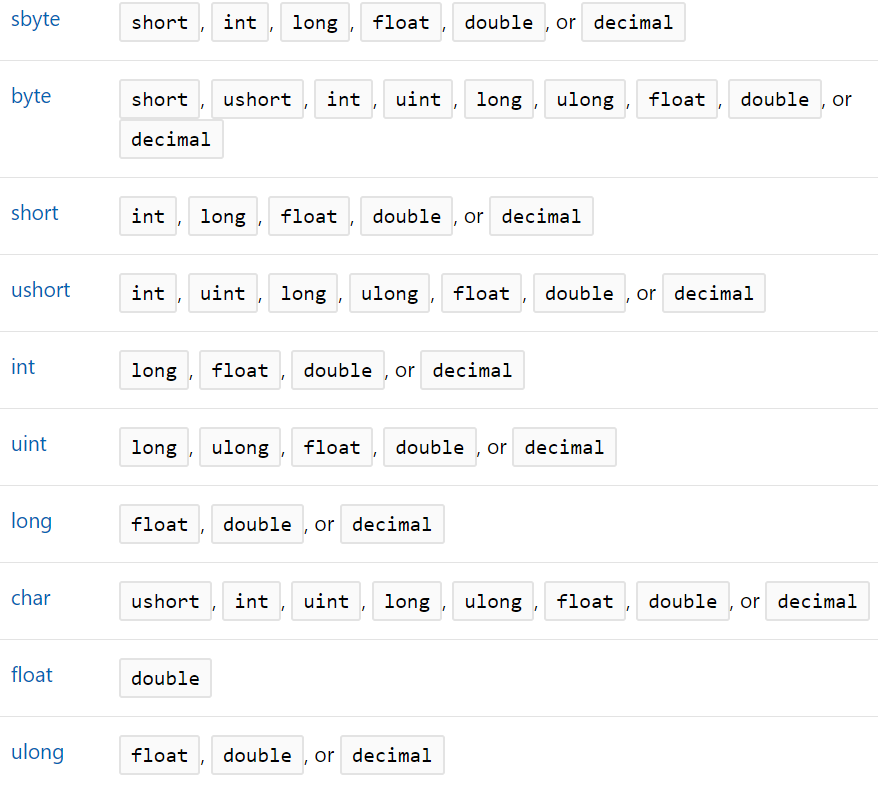 sbyte short, int, long, float, double, or decimal
byte short, ushort, int, uint, long, ulong, float, double, or
decimal
short int, long, float, double, or decimal
ushort int, uint, long, ulong, float, double, or decimal
int long, float, double, or decimal
uint long, ulong, float, double, or decimal
long float, double, or decimal
char ushort, int, uint, long, ulong, float, double, or decimal
float double
ulong float, double, or decimal